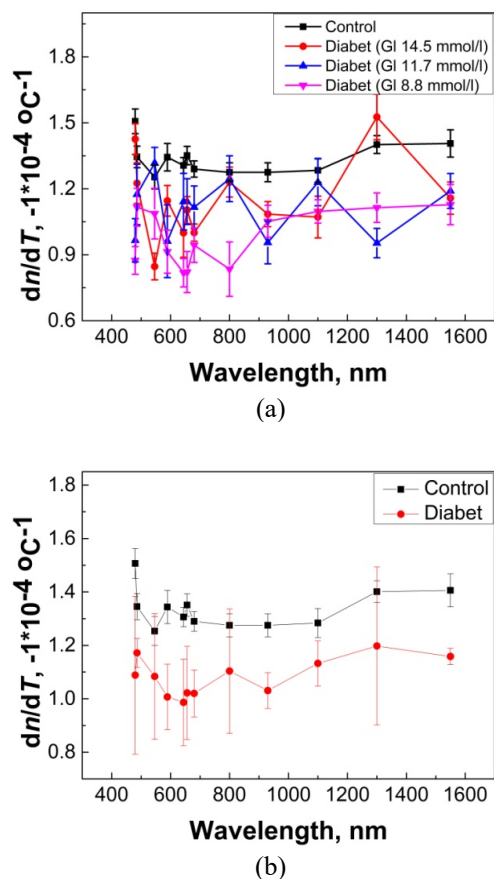 Control
Diabet (Gl 14.5 mmol/l)
Diabet (Gl 11.7 mmol/l)
Diabet (Gl 8.8 mmol/l)
dn/dT, -1*10-4 oC-1
1.8
1.5
1.2
0.9
0.6
400 600 800 1000 1200 1400 1600
Wavelength, nm
(a)
Control
Diabet
dn/dT, -1*10-4 oC-1
1.8
1.6
1.4
1.2
1.0
0.8
400 600 800 1000 1200 1400 1600
Wavelength, nm
(b)